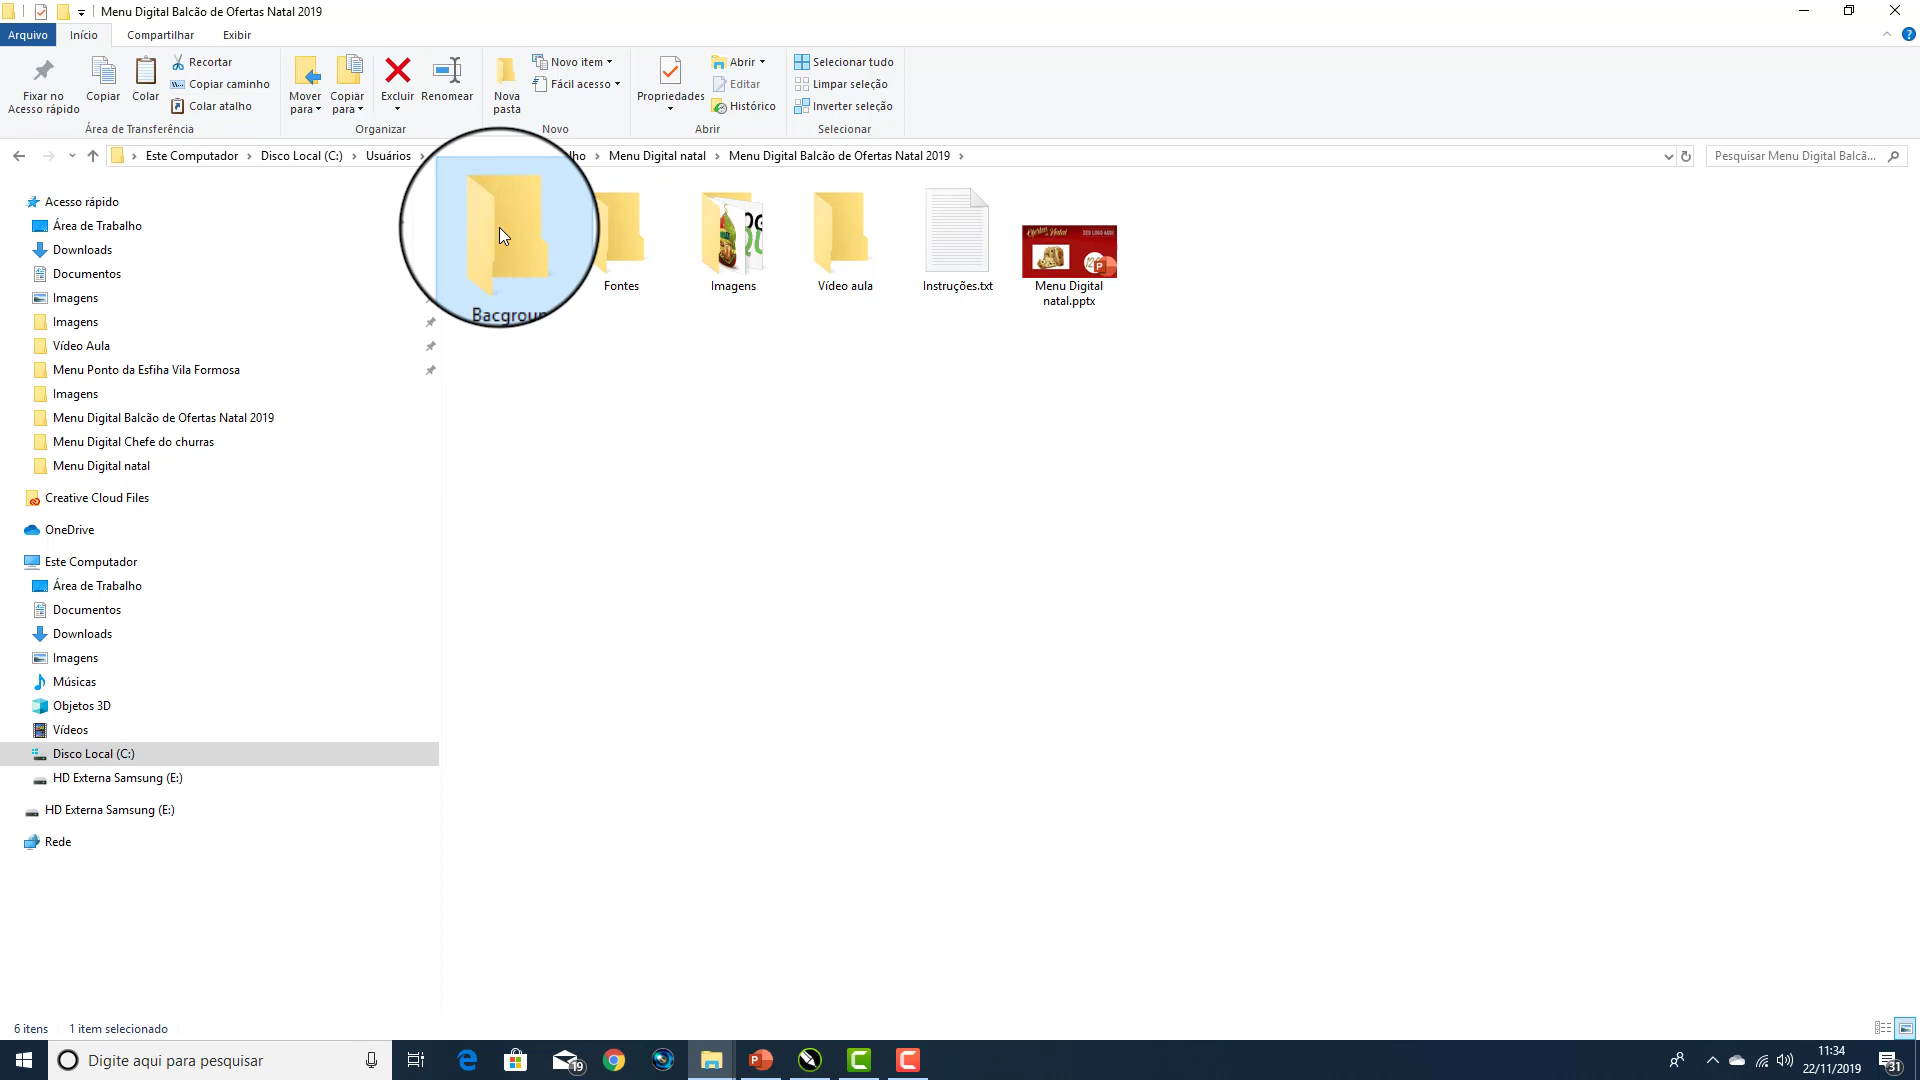 Menu Digital Balcão de Ofertas Natal 2019
Arquivo
Início
Compartilhar
Exibir
Fixar no
Acesso rápido
Copiar
Colar
Recortar
Copiar caminho
Colar atalho
Área de Transferência
Mover
para
Copiar
para
Excluir
Renomear
Organizar
Nova
pasta
Novo item
Fácil acesso
Novo
Propriedades
Abrir
Editar
Histórico
Abrir
Selecionar tudo
Limpar seleção
Inverter seleção
Selecionar
Este Computador
Disco Local (C:)
Usuários
Menu Digital natal
Menu Digital Balcão de Ofertas Natal 2019
Pesquisar Menu Digital Balcã...
Acesso rápido
Área de Trabalho
Downloads
Documentos
Imagens
Imagens
Vídeo Aula
Menu Ponto da Esfiha Vila Formosa
Imagens
Menu Digital Balcão de Ofertas Natal 2019
Menu Digital Chefe do churras
Menu Digital natal
Creative Cloud Files
OneDrive
Este Computador
Área de Trabalho
Documentos
Downloads
Imagens
Músicas
Objetos 3D
Vídeos
Disco Local (C:)
HD Externa Samsung (E:)
HD Externa Samsung (E:)
Rede
Fontes
Imagens
Vídeo aula
Instruções.txt
Ofertas de Natal
SEU LOGO AQUI
Menu Digital
natal.pptx
6 itens
1 item selecionado
Digite aqui para pesquisar
19
11:34
22/11/2019
31